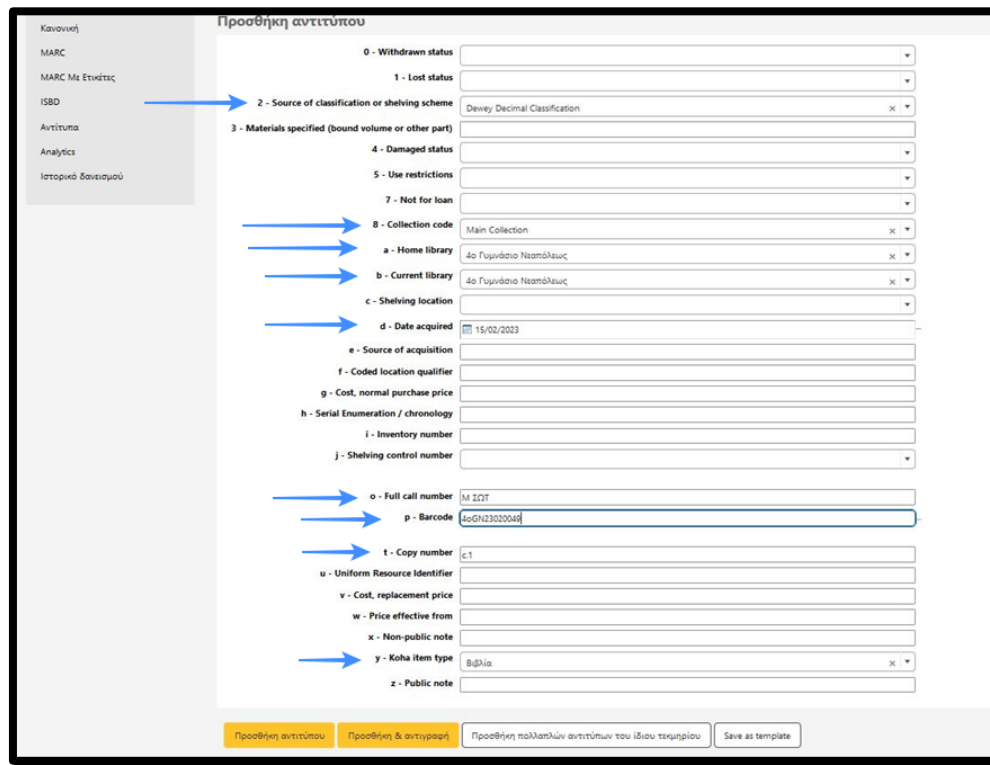 Κανονική
MARC
MARC Με Ετικέτες
ISBD
Αντίτυπα
Analytics
Ιστορικό δανεισμού
Προσθήκη αντιτύπου
0 - Withdrawn status
1 - Lost status
2 - Source of classification or shelving scheme Dewey Decimal Classification
3 - Materials specified (bound volume or other part)
4 - Damaged status
5 - Use restrictions
7 - Not for loan
8 - Collection code Main Collection
a - Home library 4ο Γυμνάσιο Νεαπόλεως
b - Current library 4ο Γυμνάσιο Νεαπόλεως
c - Shelving location
d - Date acquired 15/02/2023
e - Source of acquisition
f - Coded location qualifier
g - Cost, normal purchase price
h - Serial Enumeration / chronology
i - Inventory number
j - Shelving control number
o - Full call number Μ ΣΩΤ
p - Barcode 4oGN23020049
t - Copy number c.1
u - Uniform Resource Identifier
v - Cost, replacement price
w - Price effective from
x - Non-public note
y - Koha item type Βιβλία
z - Public note
Προσθήκη αντιτύπου Προσθήκη & αντιγραφή Προσθήκη πολλαπλών αντιτύπων του ίδιου τεκμηρίου Save as template